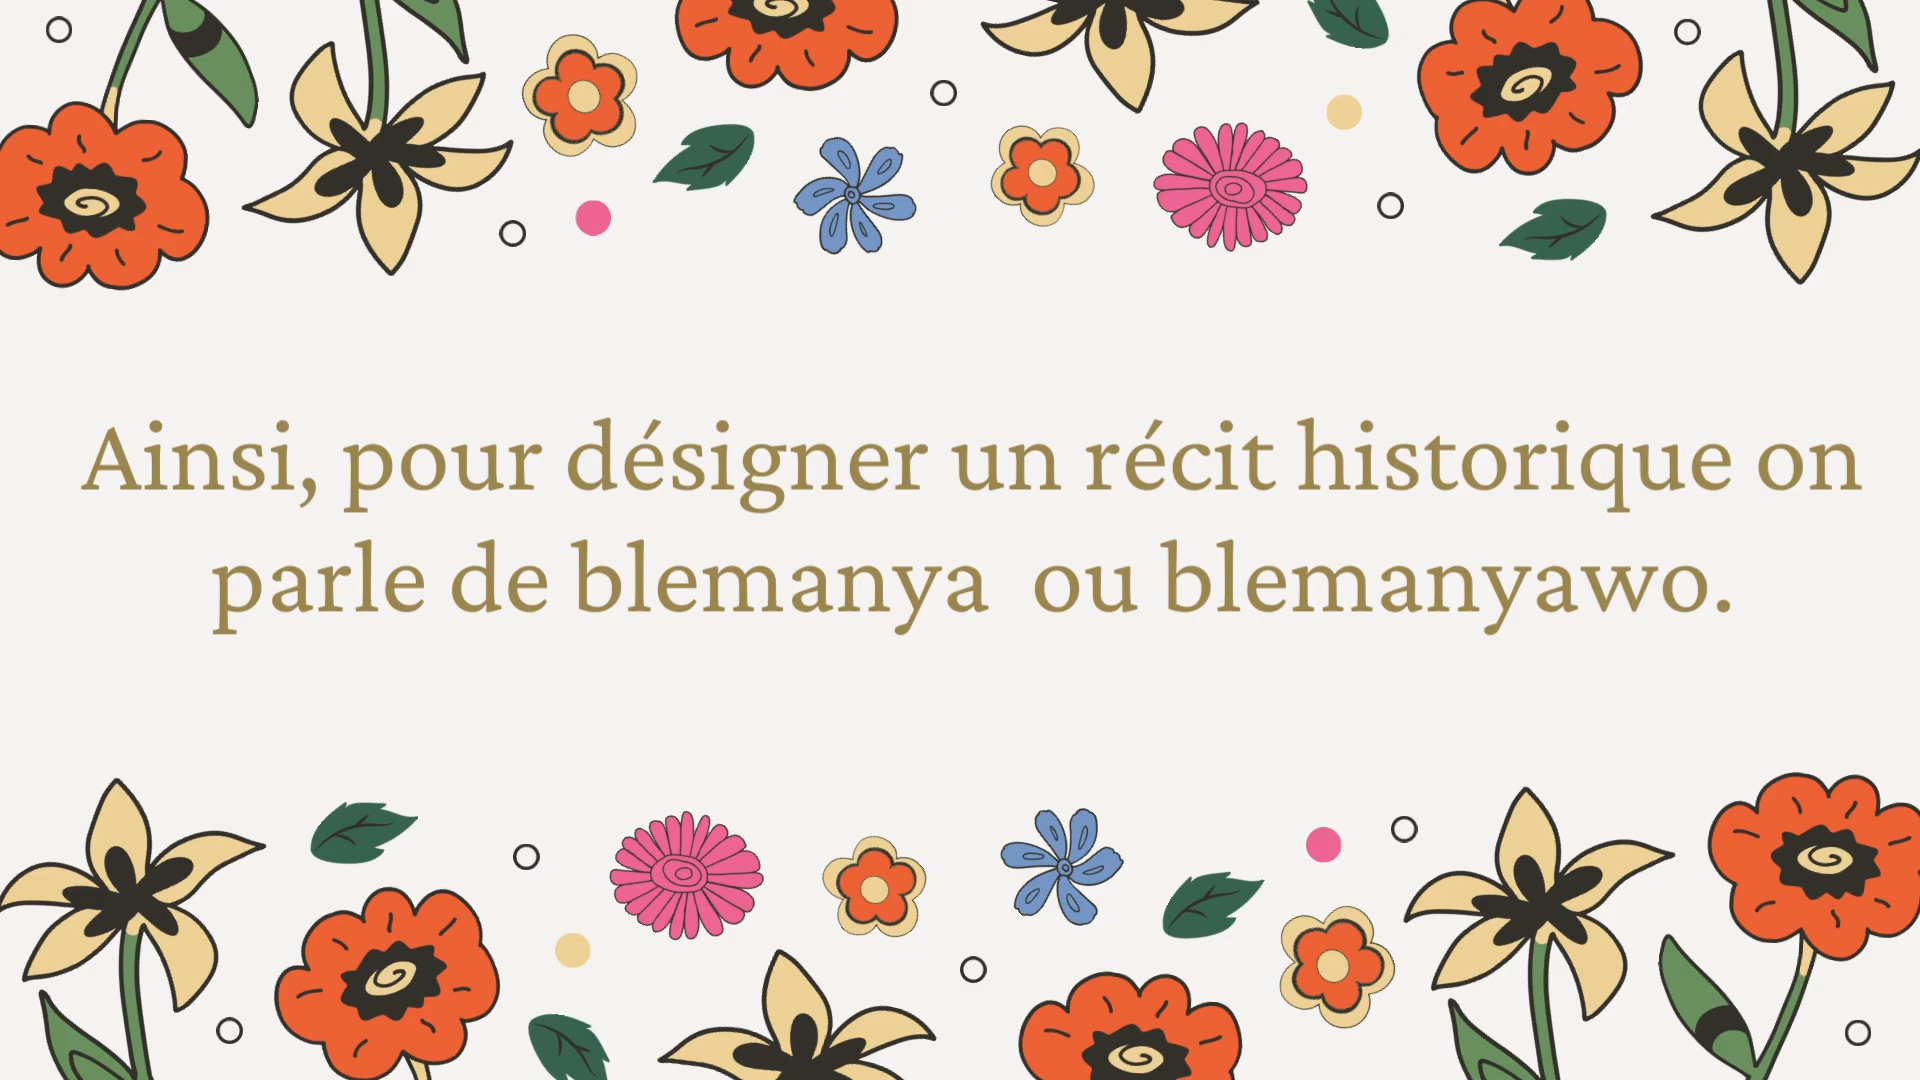 Ainsi, pour désigner un récit historique on
parle de blemanya  ou blemanyawo.